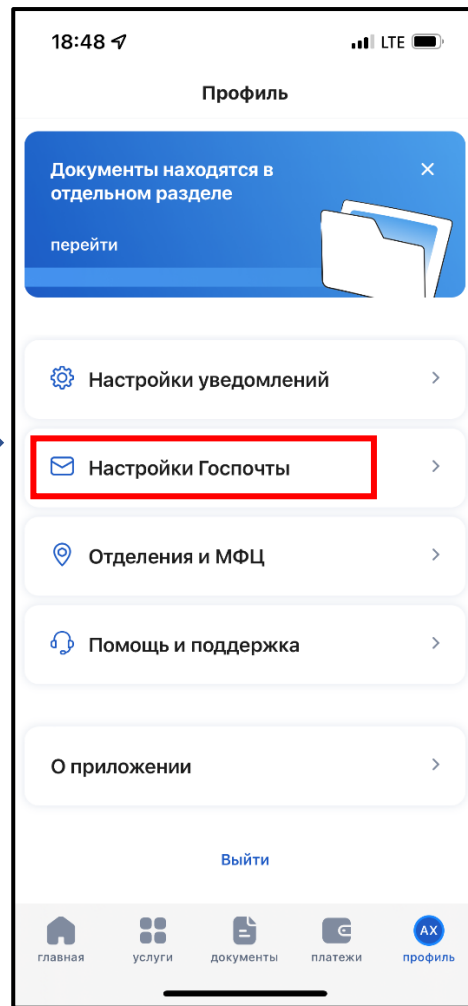 18:48 LTE
Профиль
Документы находятся в
отдельном разделе
перейти
Настройки уведомлений
Настройки Госпочты
Отделения и МФЦ
Помощь и поддержка
О приложении
Выйти
главная услуги документы платежи АХ профиль